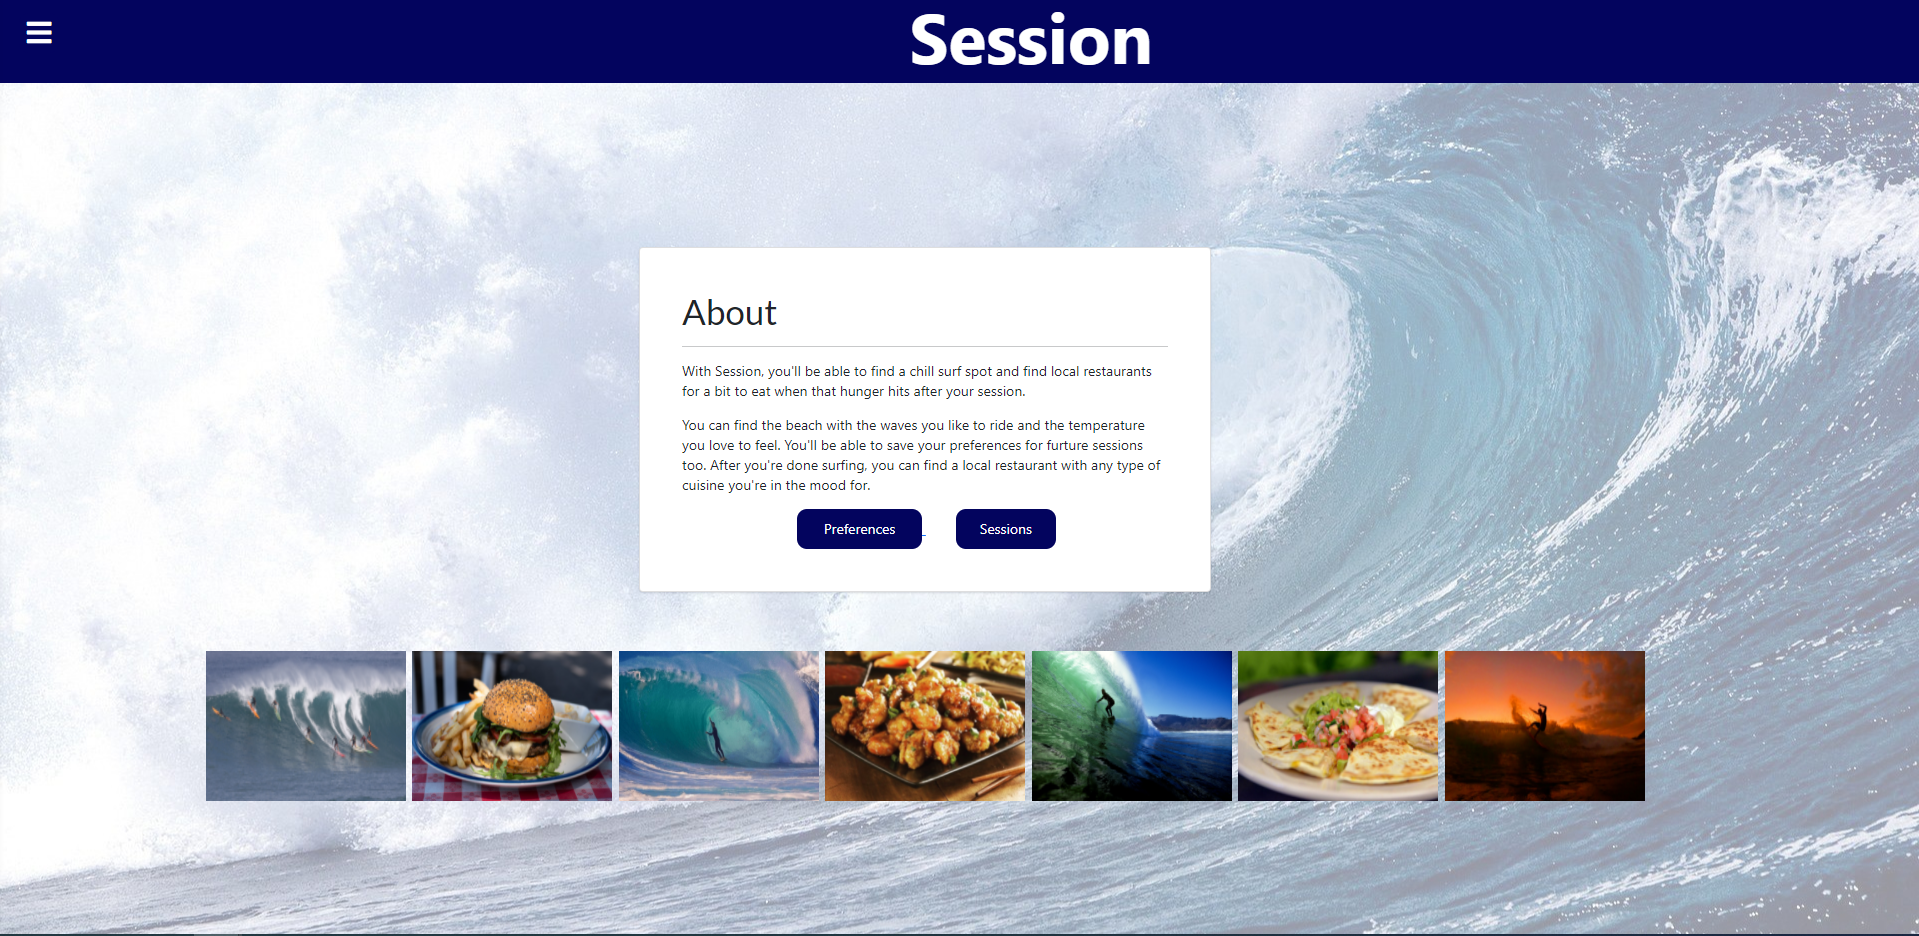 Session
About
With Session, you'll be able to find a chill surf spot and find local restaurants
for a bit to eat when that hunger hits after your session.
You can find the beach with the waves you like to ride and the temperature
you love to feel. You'll be able to save your preferences for furture sessions
too. After you're done surfing, you can find a local restaurant with any type of
cuisine you're in the mood for.
Preferences
Sessions